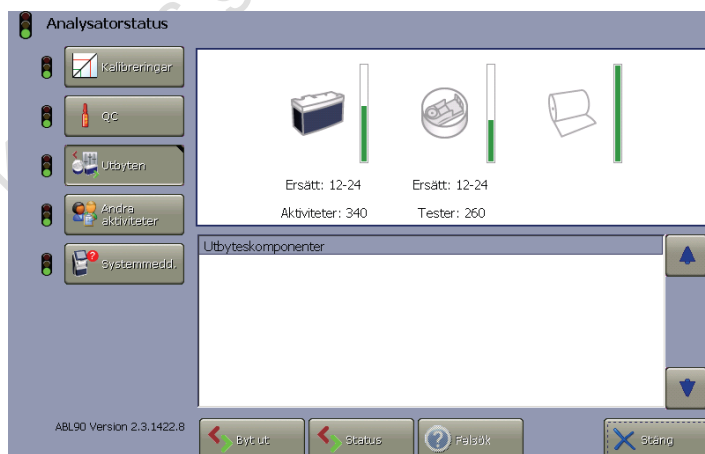 Analysatorstatus
Kalibreringar
QC
Utbyten
Andra
aktiviteter
Systemmedd.
Ersätt: 12-24
Ersätt: 12-24
Aktiviteter: 340
Tester: 260
Utbyteskomponenter
ABL90 Version 2.3.1422.8
Byt ut
Status
Felsök
Stäng